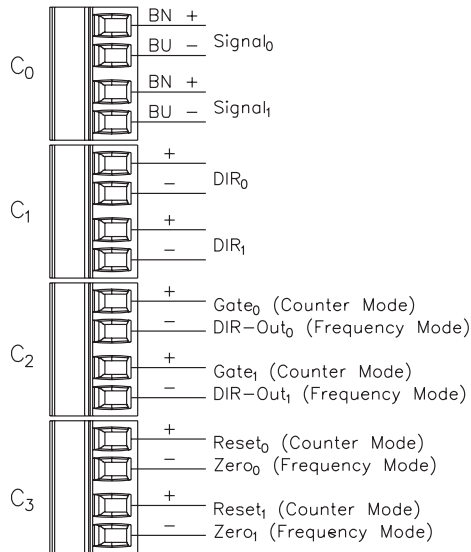 BN +
BU − Signal₀
BN +
BU − Signal₁
C₀
+
− DIR₀
+
− DIR₁
C₁
+ Gate₀ (Counter Mode)
− DIR−Out₀ (Frequency Mode)
+ Gate₁ (Counter Mode)
− DIR−Out₁ (Frequency Mode)
C₂
+ Reset₀ (Counter Mode)
− Zero₀ (Frequency Mode)
+ Reset₁ (Counter Mode)
− Zero₁ (Frequency Mode)
C₃